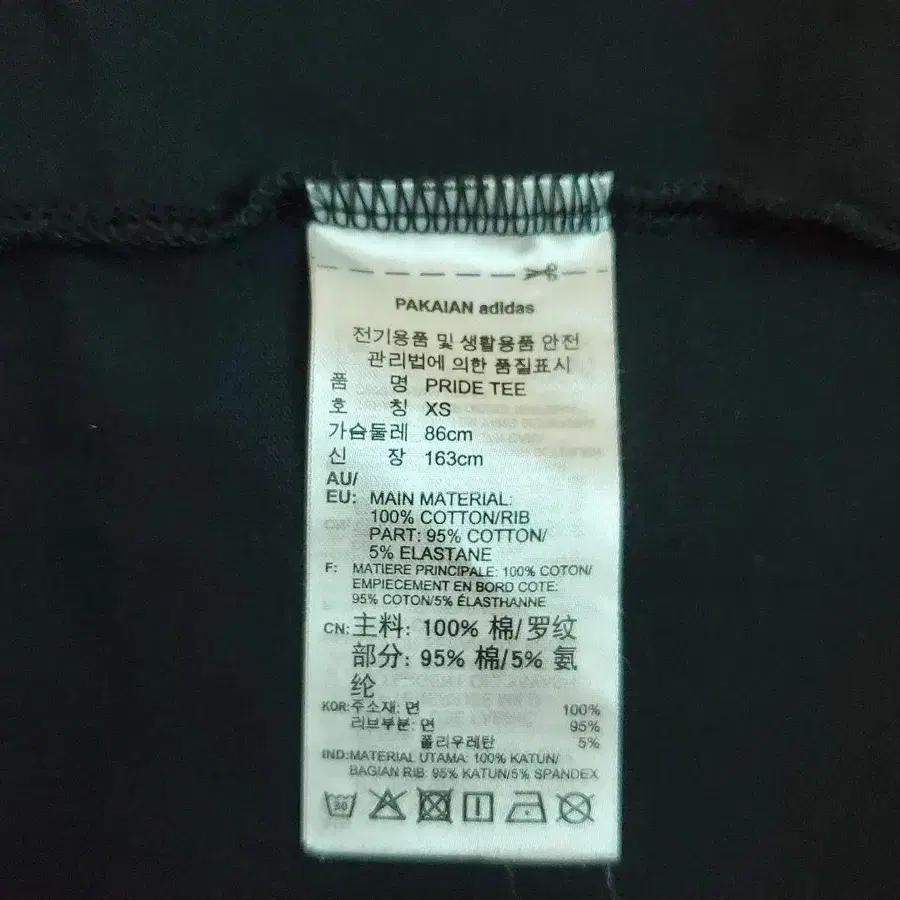 PAKAIAN adidas
전기용품 및 생활용품 안전
관리법에 의한 품질표시
품 명 PRIDE TEE
호 칭 XS
가슴둘레 86cm
신 장 163cm
AU/
EU: MAIN MATERIAL:
100% COTTON/RIB
PART: 95% COTTON/
5% ELASTANE
F: MATIERE PRINCIPALE: 100% COTON/
EMPIECEMENT EN BORD COTE:
95% COTON/5% ÉLASTHANNE
CN: 主料: 100% 棉/罗纹
部分: 95% 棉/5% 氨
纶
KOR: 주소재: 면 100%
리브부분: 면 95%
폴리우레탄 5%
IND: MATERIAL UTAMA: 100% KATUN/
BAGIAN RIB: 95% KATUN/5% SPANDEX
30